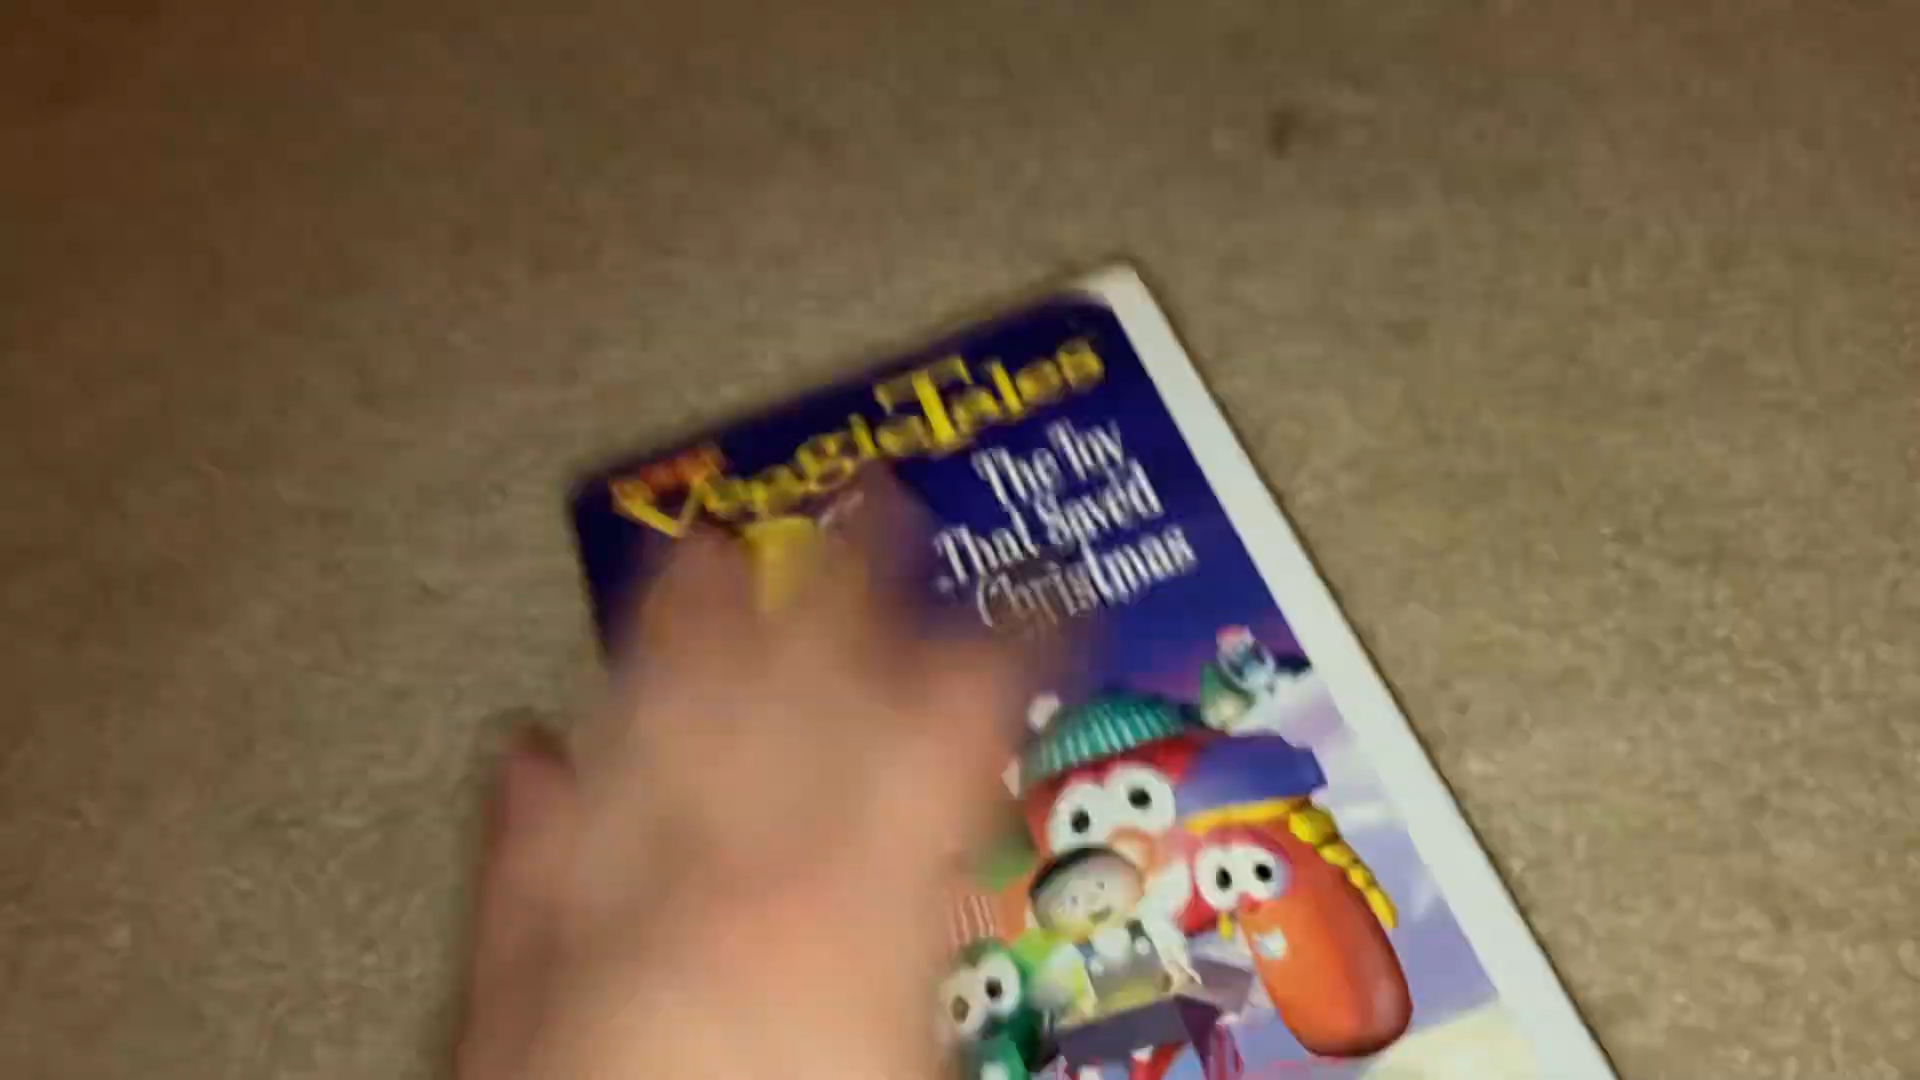 VeggieTales
The Toy
That Saved
Christmas